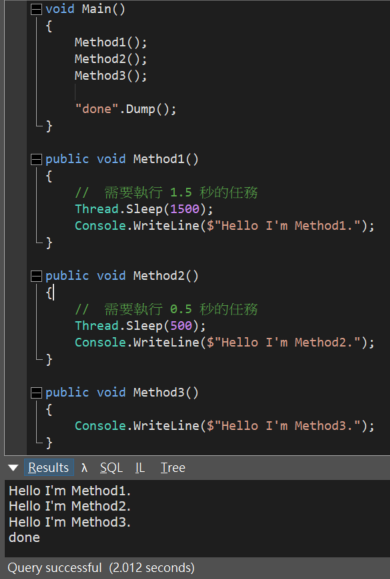 void Main()
{
    Method1();
    Method2();
    Method3();
    "done".Dump();
}
public void Method1()
{
    //  需要執行 1.5 秒的任務
    Thread.Sleep(1500);
    Console.WriteLine($"Hello I'm Method1.");
}
public void Method2()
{
    //  需要執行 0.5 秒的任務
    Thread.Sleep(500);
    Console.WriteLine($"Hello I'm Method2.");
}
public void Method3()
{
    Console.WriteLine($"Hello I'm Method3.");
}
Results λ SQL IL Tree
Hello I'm Method1.
Hello I'm Method2.
Hello I'm Method3.
done
Query successful (2.012 seconds)